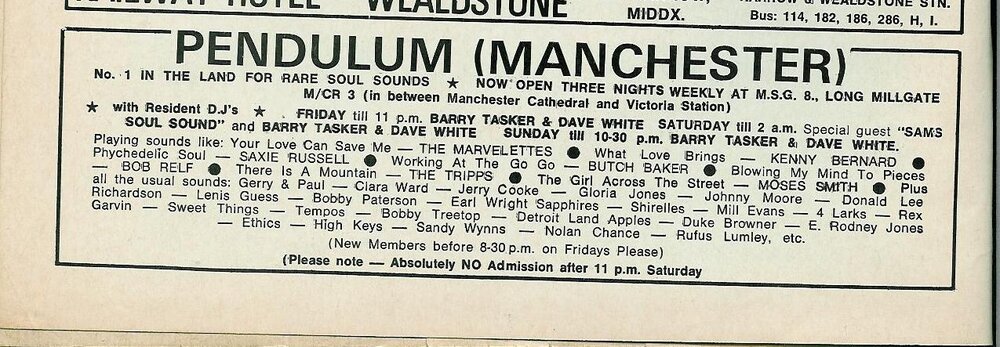 WEALDSTONE
MIDDX.
Bus: 114, 182, 186, 286, H, I.
PENDULUM (MANCHESTER)
No. 1 IN THE LAND FOR RARE SOUL SOUNDS ★ NOW OPEN THREE NIGHTS WEEKLY AT M.S.G. 8., LONG MILLGATE
M/CR 3 (in between Manchester Cathedral and Victoria Station)
★ with Resident D.J's ★ FRIDAY till 11 p.m. BARRY TASKER & DAVE WHITE SATURDAY till 2 a.m. Special guest "SAMS
SOUL SOUND" and BARRY TASKER & DAVE WHITE SUNDAY till 10-30 p.m. BARRY TASKER & DAVE WHITE.
Playing sounds like: Your Love Can Save Me — THE MARVELETTES ● What Love Brings — KENNY BERNARD ●
Phychedelic Soul — SAXIE RUSSELL ● Working At The Go Go — BUTCH BAKER ● Blowing My Mind To Pieces
— BOB RELF ● There Is A Mountain — THE TRIPPS ● The Girl Across The Street — MOSES SMITH ● Plus
all the usual sounds: Gerry & Paul — Clara Ward — Jerry Cooke — Gloria Jones — Johnny Moore — Donald Lee
Richardson — Lenis Guess — Bobby Paterson — Earl Wright Sapphires — Shirelles — Mill Evans — 4 Larks — Rex
Garvin — Sweet Things — Tempos — Bobby Treetop — Detroit Land Apples — Duke Browner — E. Rodney Jones
— Ethics — High Keys — Sandy Wynns — Nolan Chance — Rufus Lumley, etc.
(New Members before 8-30 p.m. on Fridays Please)
(Please note — Absolutely NO Admission after 11 p.m. Saturday